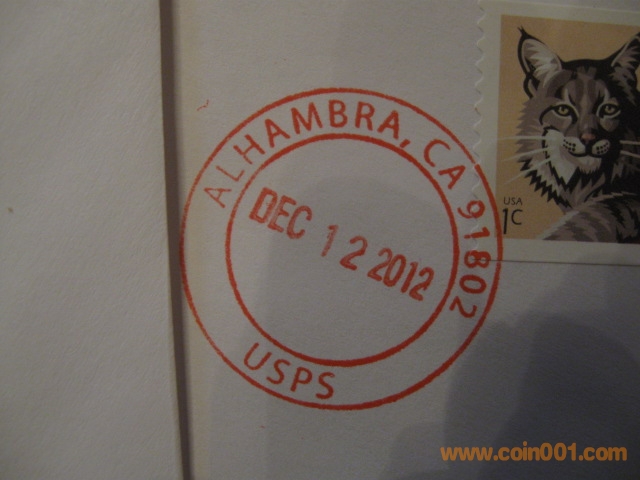 ALHAMBRA, CA 91802
DEC 12 2012
USPS
USA
1C
www.coin001.com